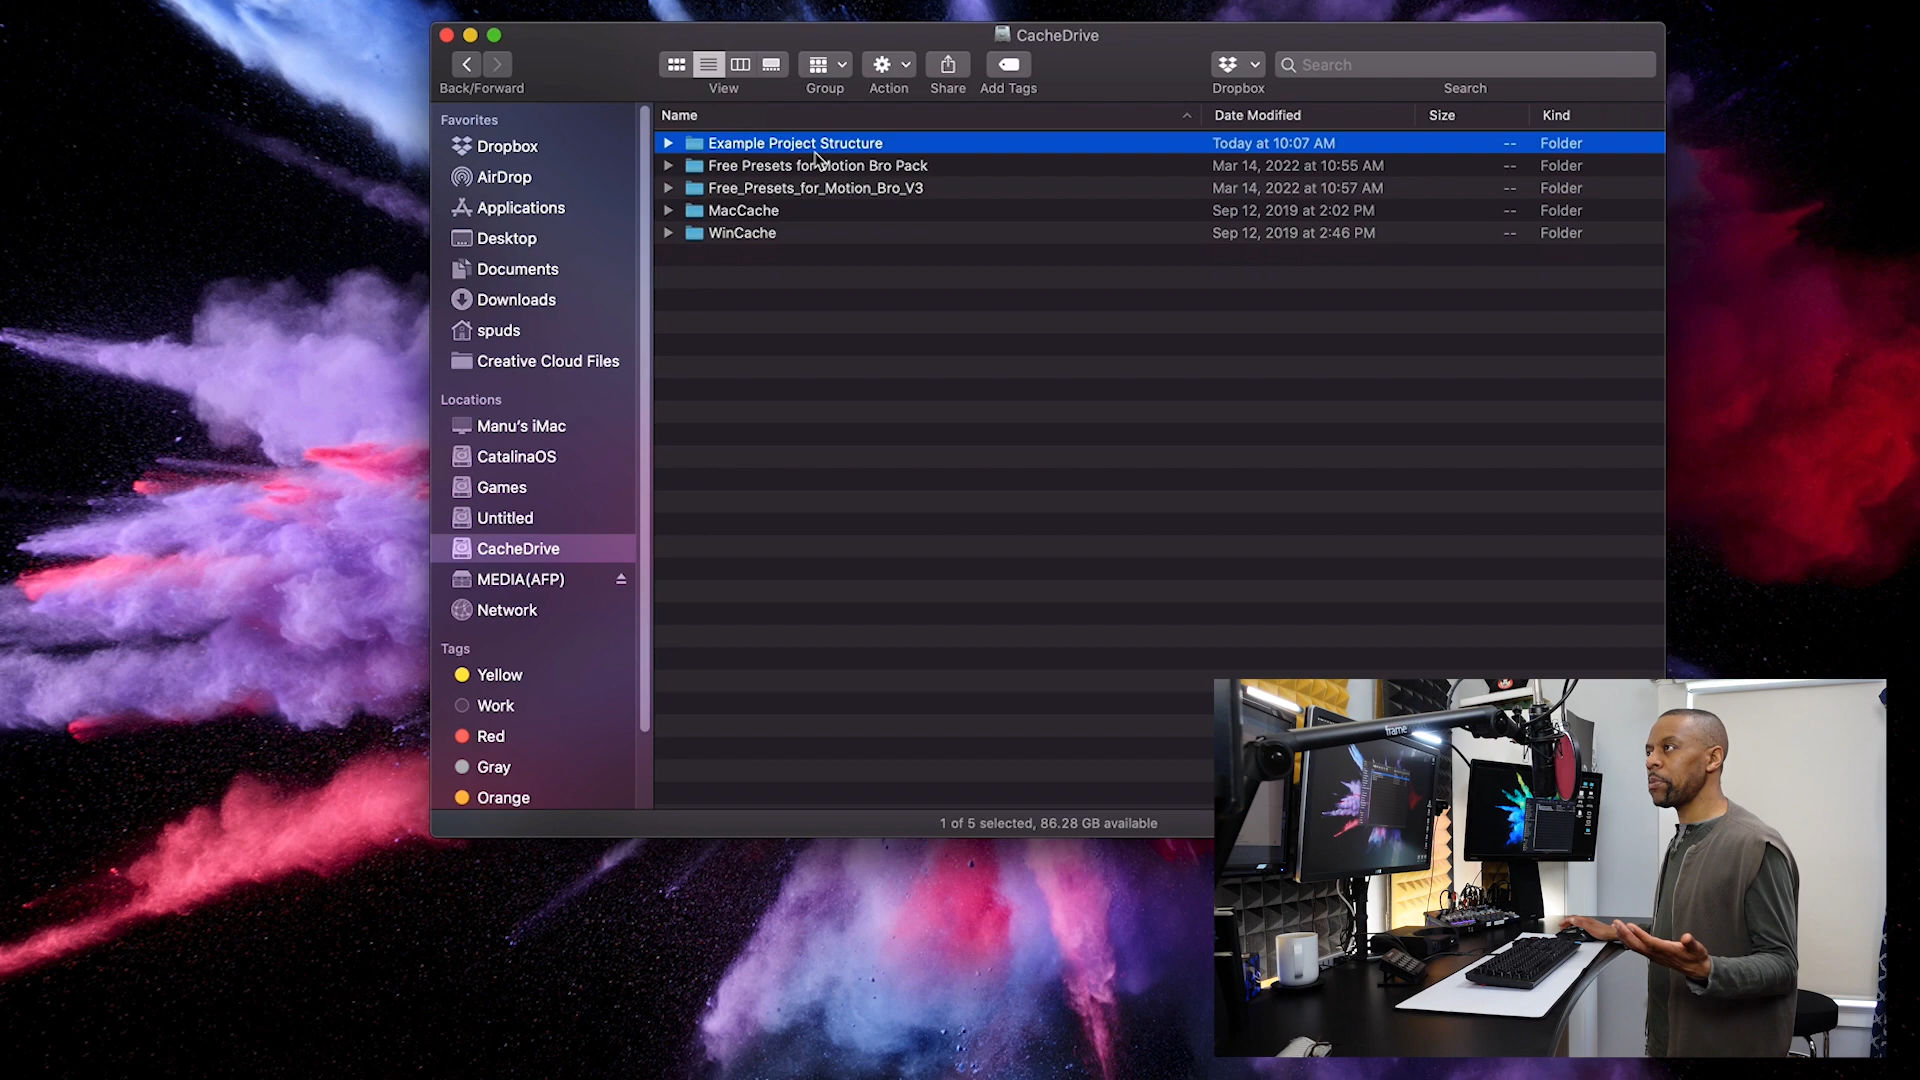 CacheDrive
Back/Forward
View
Group
Action
Share
Add Tags
Dropbox
Search
Search
Favorites
Dropbox
AirDrop
Applications
Desktop
Documents
Downloads
spuds
Creative Cloud Files
Locations
Manu's iMac
CatalinaOS
Games
Untitled
CacheDrive
MEDIA(AFP)
Network
Tags
Yellow
Work
Red
Gray
Orange
Name Date Modified Size Kind
Example Project Structure Today at 10:07 AM -- Folder
Free Presets for Motion Bro Pack Mar 14, 2022 at 10:55 AM -- Folder
Free_Presets_for_Motion_Bro_V3 Mar 14, 2022 at 10:57 AM -- Folder
MacCache Sep 12, 2019 at 2:02 PM -- Folder
WinCache Sep 12, 2019 at 2:46 PM -- Folder
1 of 5 selected, 86.28 GB available
frame